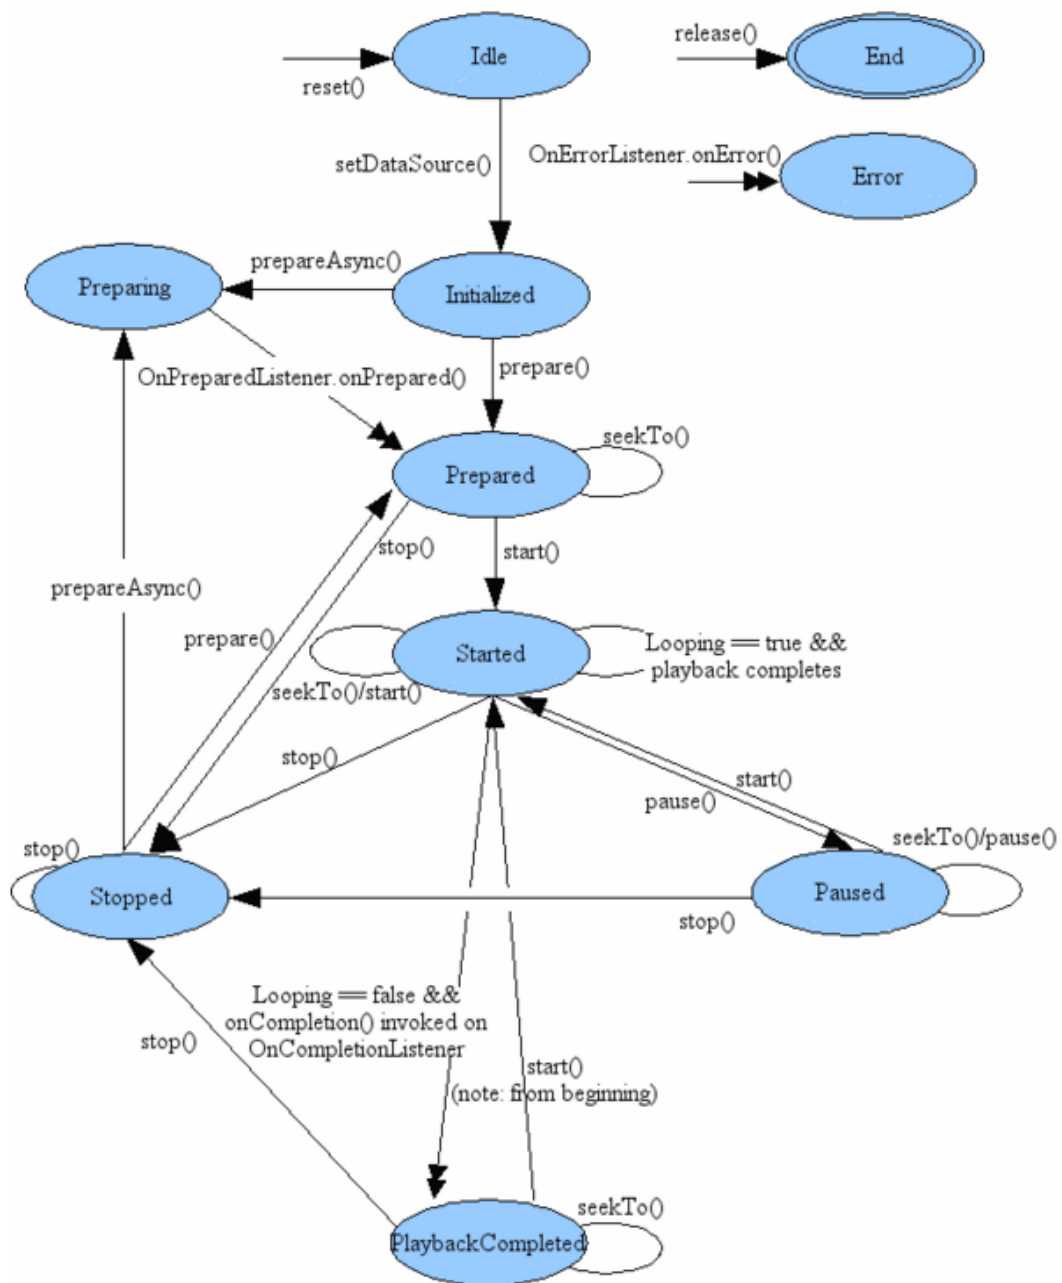 Idle
release()
End
reset()
OnErrorListener.onError()
setDataSource()
Error
prepareAsync()
Preparing
Initialized
prepare()
OnPreparedListener.onPrepared()
seekTo()
Prepared
stop()
start()
prepareAsync()
prepare()
Started
Looping == true &&
playback completes
seekTo()/start()
stop()
start()
pause()
seekTo()/pause()
stop()
Stopped
Paused
stop()
Looping == false &&
onCompletion() invoked on
OnCompletionListener
stop()
start()
(note: from beginning)
seekTo()
PlaybackCompleted